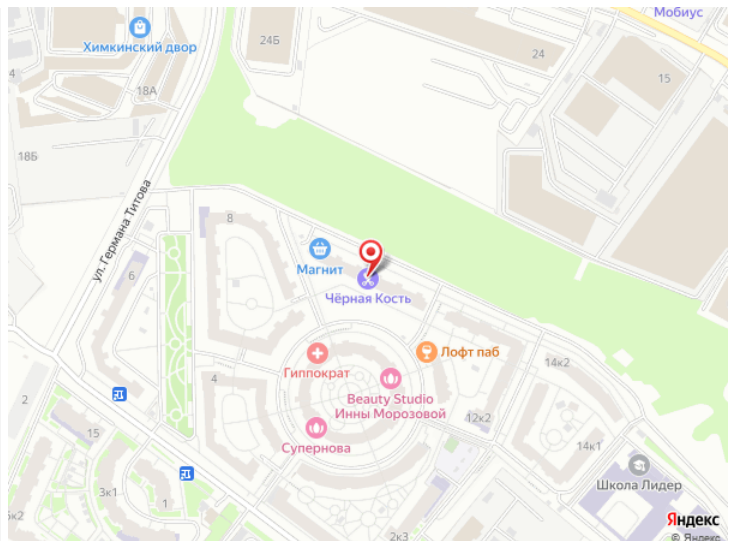 Мобиус
Химкинский двор
24Б
24
15
4
18А
18Б
ул. Германа Титова
8
6
Магнит
Чёрная Кость
Гиппократ
Лофт паб
14к2
4
Beauty Studio
Инны Морозовой
2
12к2
15
Супернова
14к1
Школа Лидер
3к1
1
5к2
2к3
Яндекс
© Яндекс